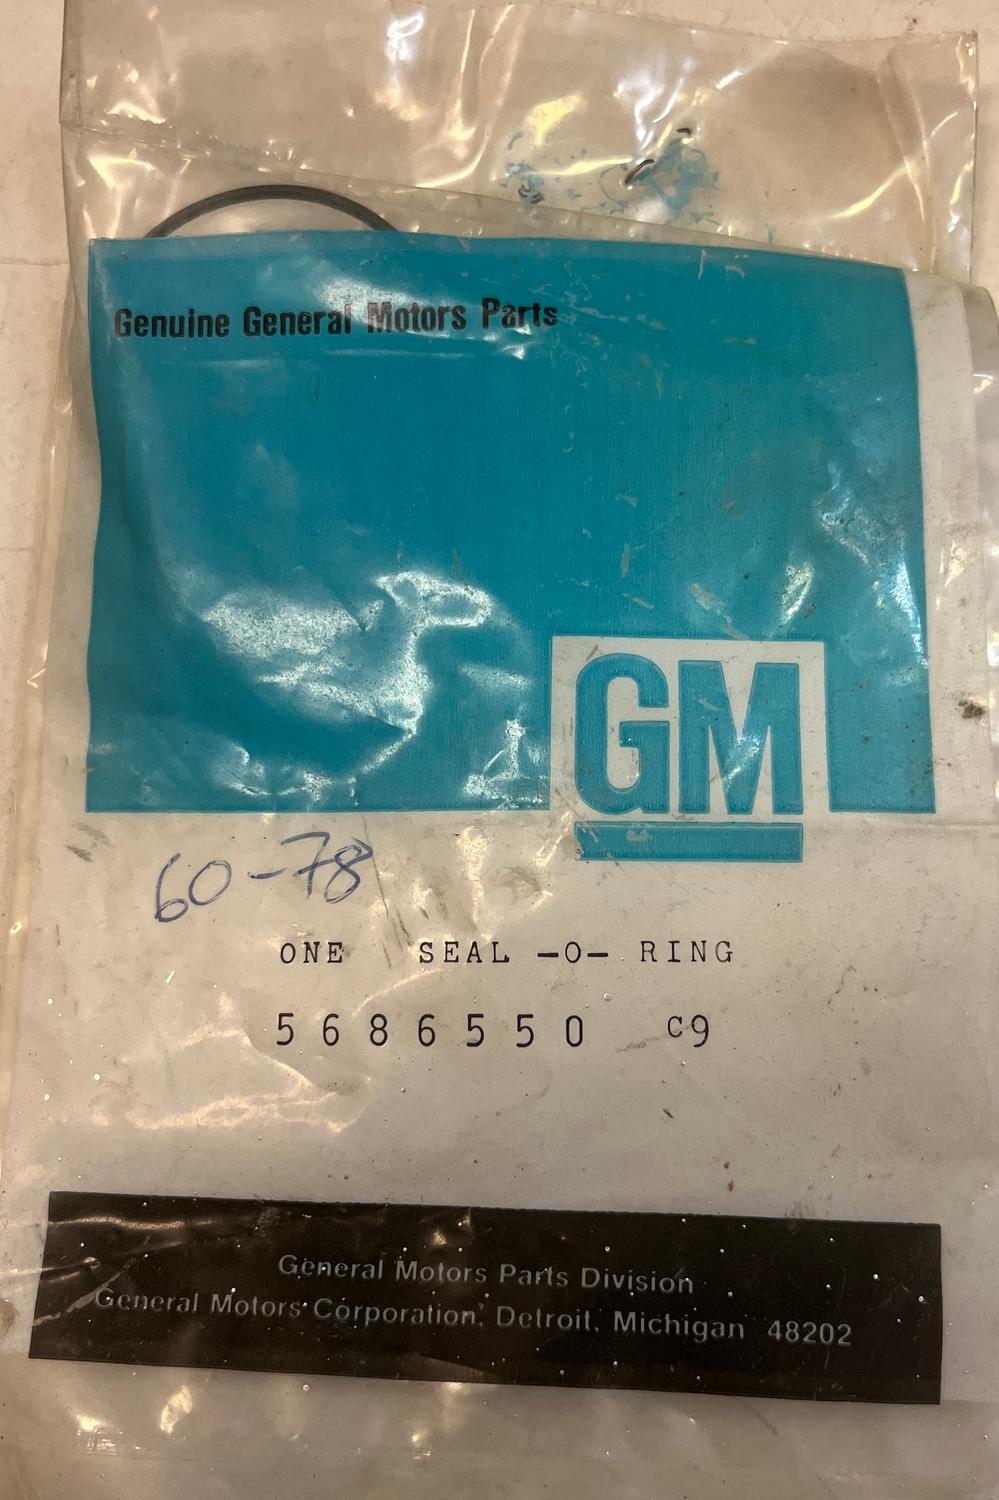 Genuine General Motors Parts
GM
60-78
ONE SEAL -O- RING
5686550 C9
General Motors Parts Division
General Motors Corporation, Detroit, Michigan 48202